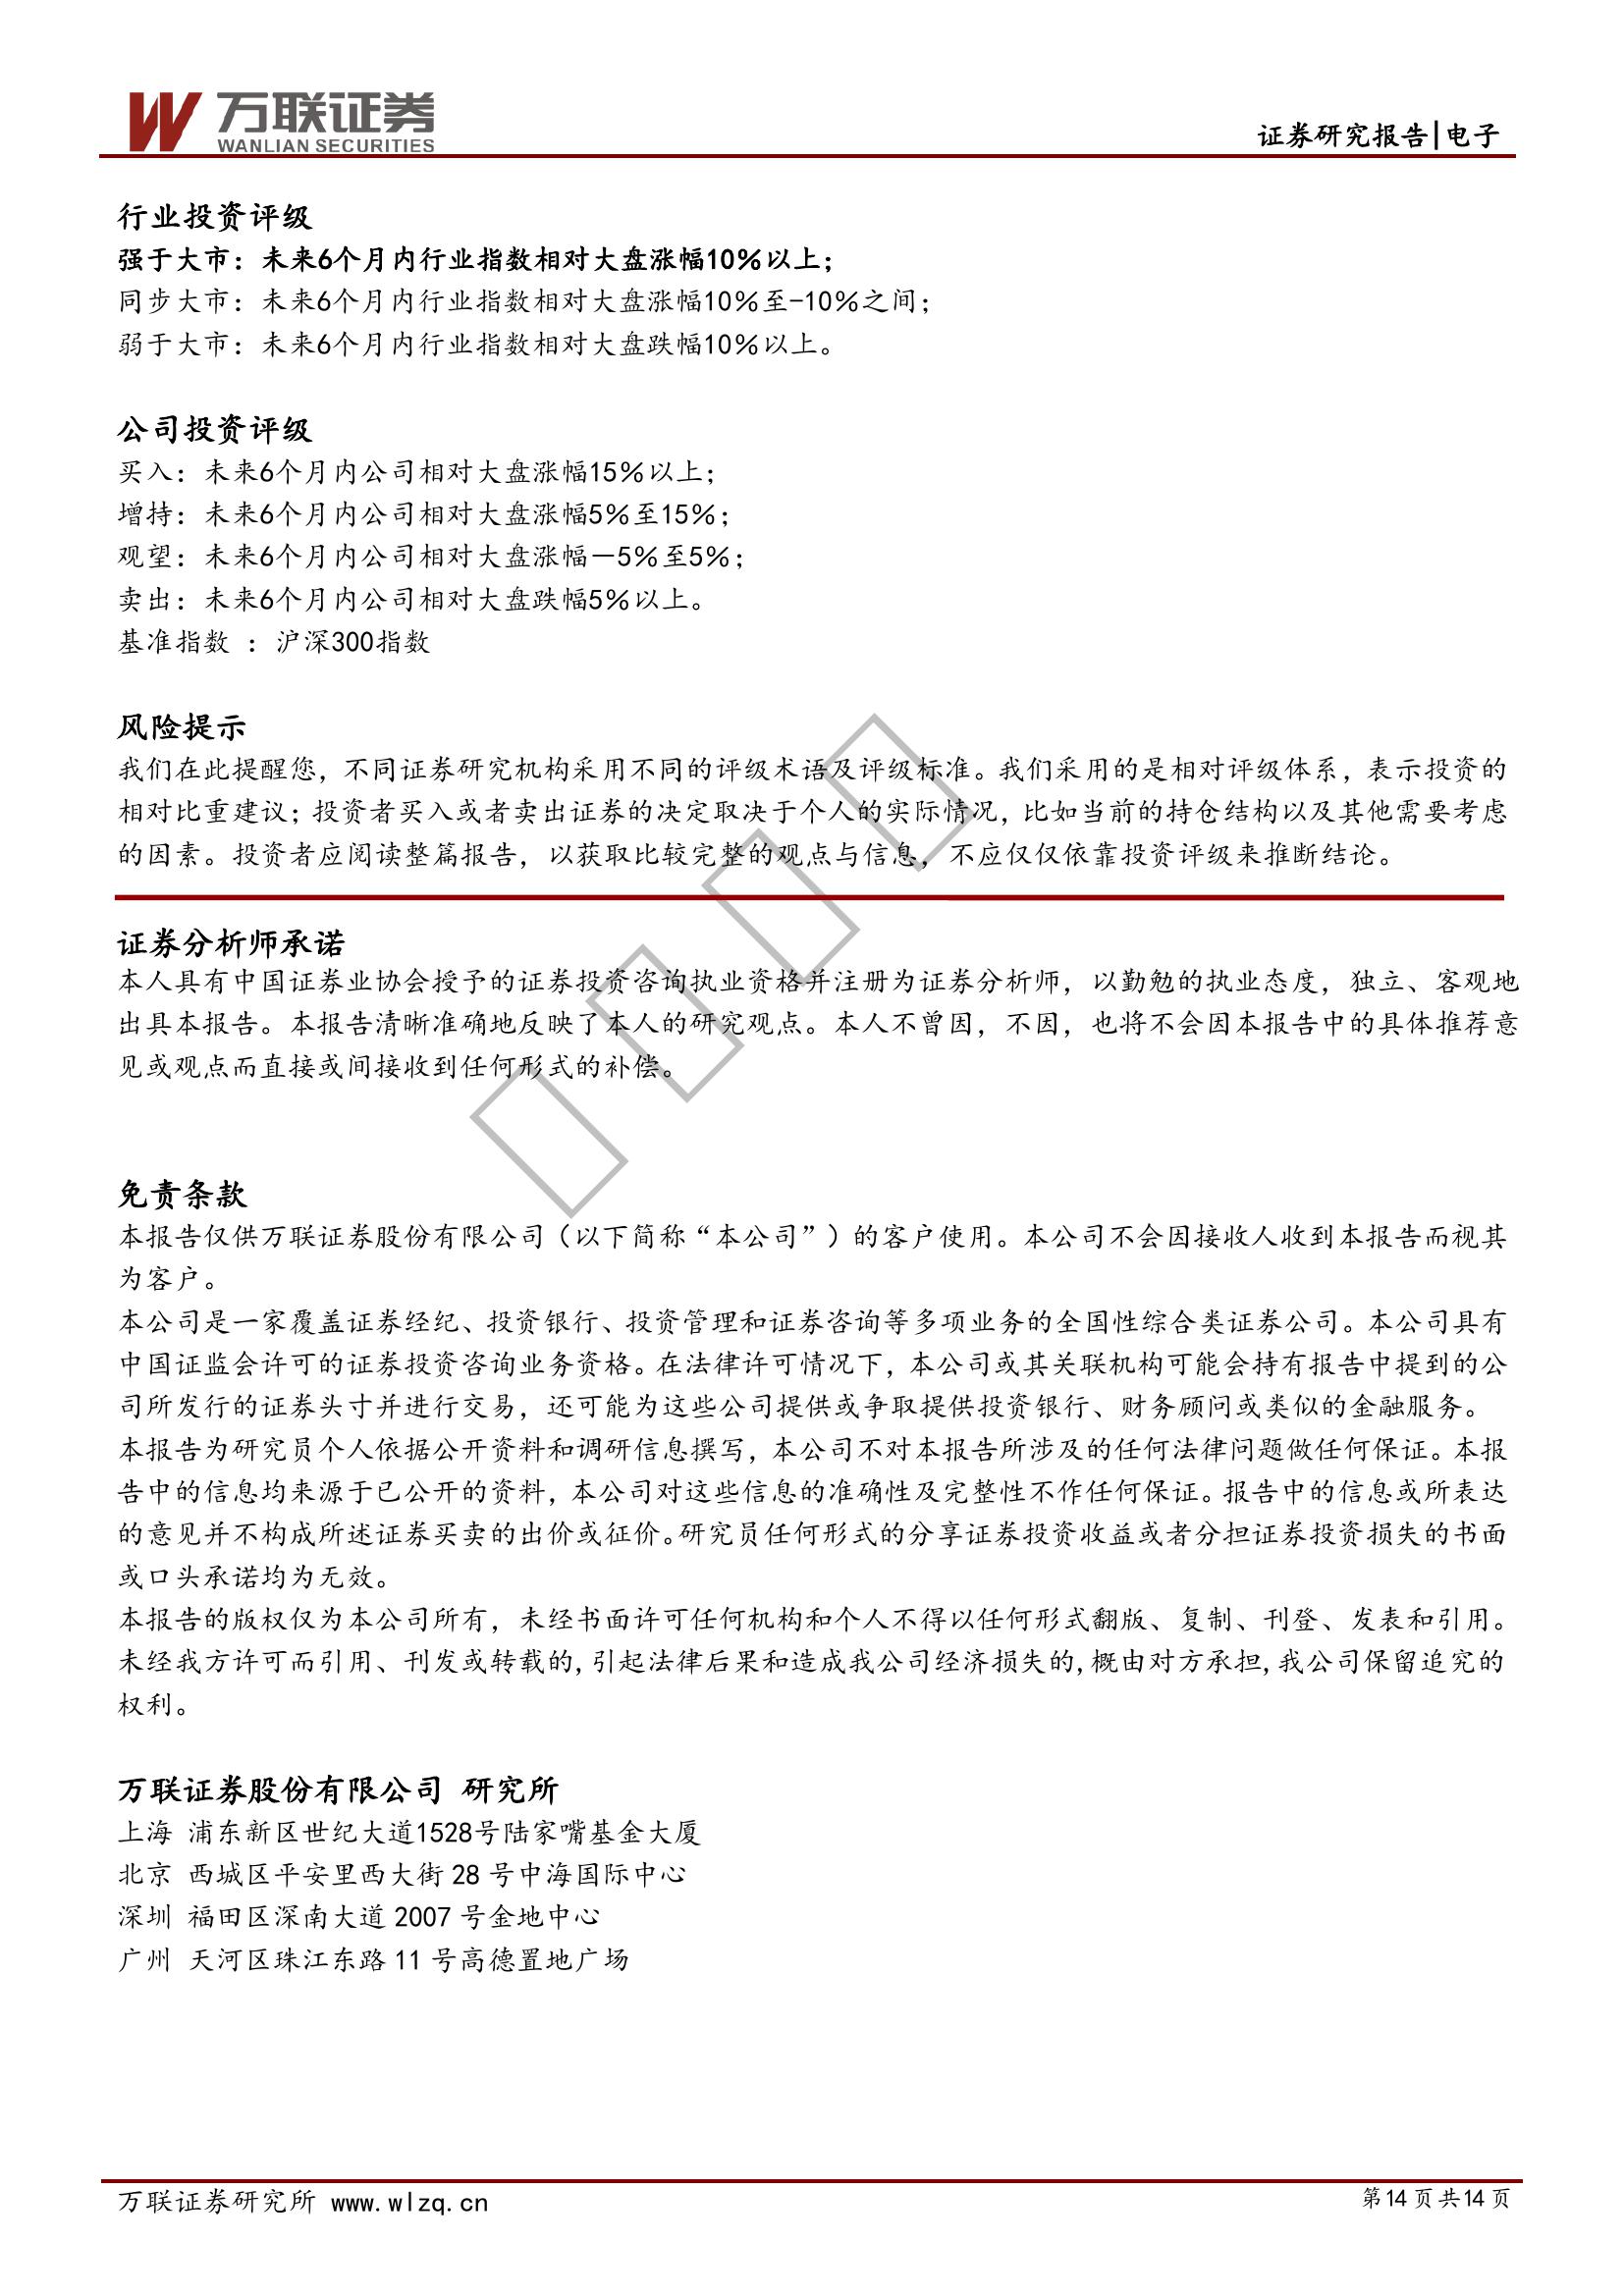 万联证券
WANLIAN SECURITIES
证券研究报告|电子
行业投资评级
强于大市：未来6个月内行业指数相对大盘涨幅10％以上；
同步大市：未来6个月内行业指数相对大盘涨幅10％至-10％之间；
弱于大市：未来6个月内行业指数相对大盘跌幅10％以上。
公司投资评级
买入：未来6个月内公司相对大盘涨幅15％以上；
增持：未来6个月内公司相对大盘涨幅5％至15％；
观望：未来6个月内公司相对大盘涨幅－5％至5％；
卖出：未来6个月内公司相对大盘跌幅5％以上。
基准指数 ：沪深300指数
风险提示
我们在此提醒您，不同证券研究机构采用不同的评级术语及评级标准。我们采用的是相对评级体系，表示投资的
相对比重建议；投资者买入或者卖出证券的决定取决于个人的实际情况，比如当前的持仓结构以及其他需要考虑
的因素。投资者应阅读整篇报告，以获取比较完整的观点与信息，不应仅仅依靠投资评级来推断结论。
证券分析师承诺
本人具有中国证券业协会授予的证券投资咨询执业资格并注册为证券分析师，以勤勉的执业态度，独立、客观地
出具本报告。本报告清晰准确地反映了本人的研究观点。本人不曾因，不因，也将不会因本报告中的具体推荐意
见或观点而直接或间接收到任何形式的补偿。
免责条款
本报告仅供万联证券股份有限公司（以下简称“本公司”）的客户使用。本公司不会因接收人收到本报告而视其
为客户。
本公司是一家覆盖证券经纪、投资银行、投资管理和证券咨询等多项业务的全国性综合类证券公司。本公司具有
中国证监会许可的证券投资咨询业务资格。在法律许可情况下，本公司或其关联机构可能会持有报告中提到的公
司所发行的证券头寸并进行交易，还可能为这些公司提供或争取提供投资银行、财务顾问或类似的金融服务。
本报告为研究员个人依据公开资料和调研信息撰写，本公司不对本报告所涉及的任何法律问题做任何保证。本报
告中的信息均来源于已公开的资料，本公司对这些信息的准确性及完整性不作任何保证。报告中的信息或所表达
的意见并不构成所述证券买卖的出价或征价。研究员任何形式的分享证券投资收益或者分担证券投资损失的书面
或口头承诺均为无效。
本报告的版权仅为本公司所有，未经书面许可任何机构和个人不得以任何形式翻版、复制、刊登、发表和引用。
未经我方许可而引用、刊发或转载的,引起法律后果和造成我公司经济损失的,概由对方承担,我公司保留追究的
权利。
万联证券股份有限公司 研究所
上海 浦东新区世纪大道1528号陆家嘴基金大厦
北京 西城区平安里西大街 28 号中海国际中心
深圳 福田区深南大道 2007 号金地中心
广州 天河区珠江东路 11 号高德置地广场
万联证券研究所 www.wlzq.cn
第14页共14页